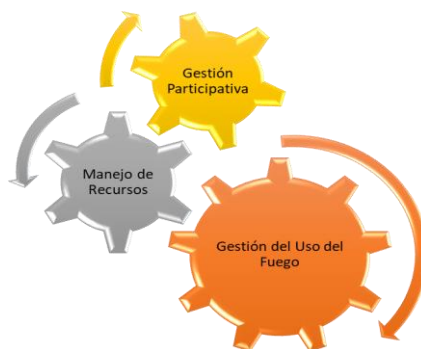 Gestión
Participativa
Manejo de
Recursos
Gestión del Uso del
Fuego